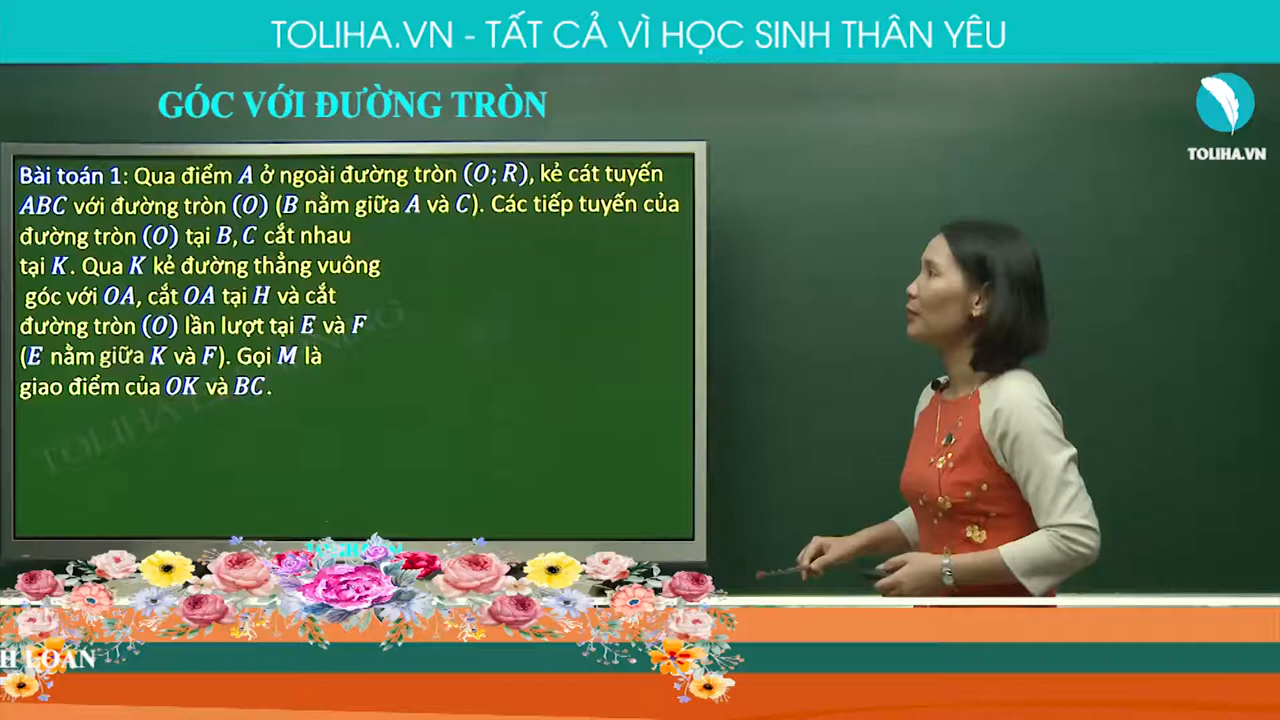 TOLIHA.VN - TẤT CẢ VÌ HỌC SINH THÂN YÊU
GÓC VỚI ĐƯỜNG TRÒN
TOLIHA.VN
Bài toán 1: Qua điểm A ở ngoài đường tròn (O; R), kẻ cát tuyến
ABC với đường tròn (O) (B nằm giữa A và C). Các tiếp tuyến của
đường tròn (O) tại B, C cắt nhau
tại K. Qua K kẻ đường thẳng vuông
góc với OA, cắt OA tại H và cắt
đường tròn (O) lần lượt tại E và F
(E nằm giữa K và F). Gọi M là
giao điểm của OK và BC.
H LOAN